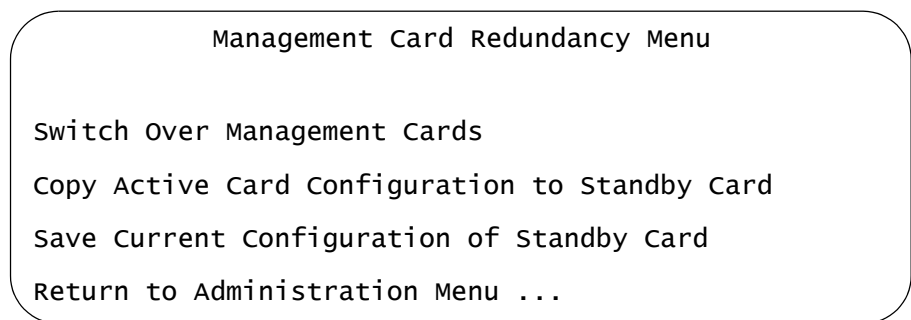 Management Card Redundancy Menu
Switch Over Management Cards
Copy Active Card Configuration to Standby Card
Save Current Configuration of Standby Card
Return to Administration Menu ...